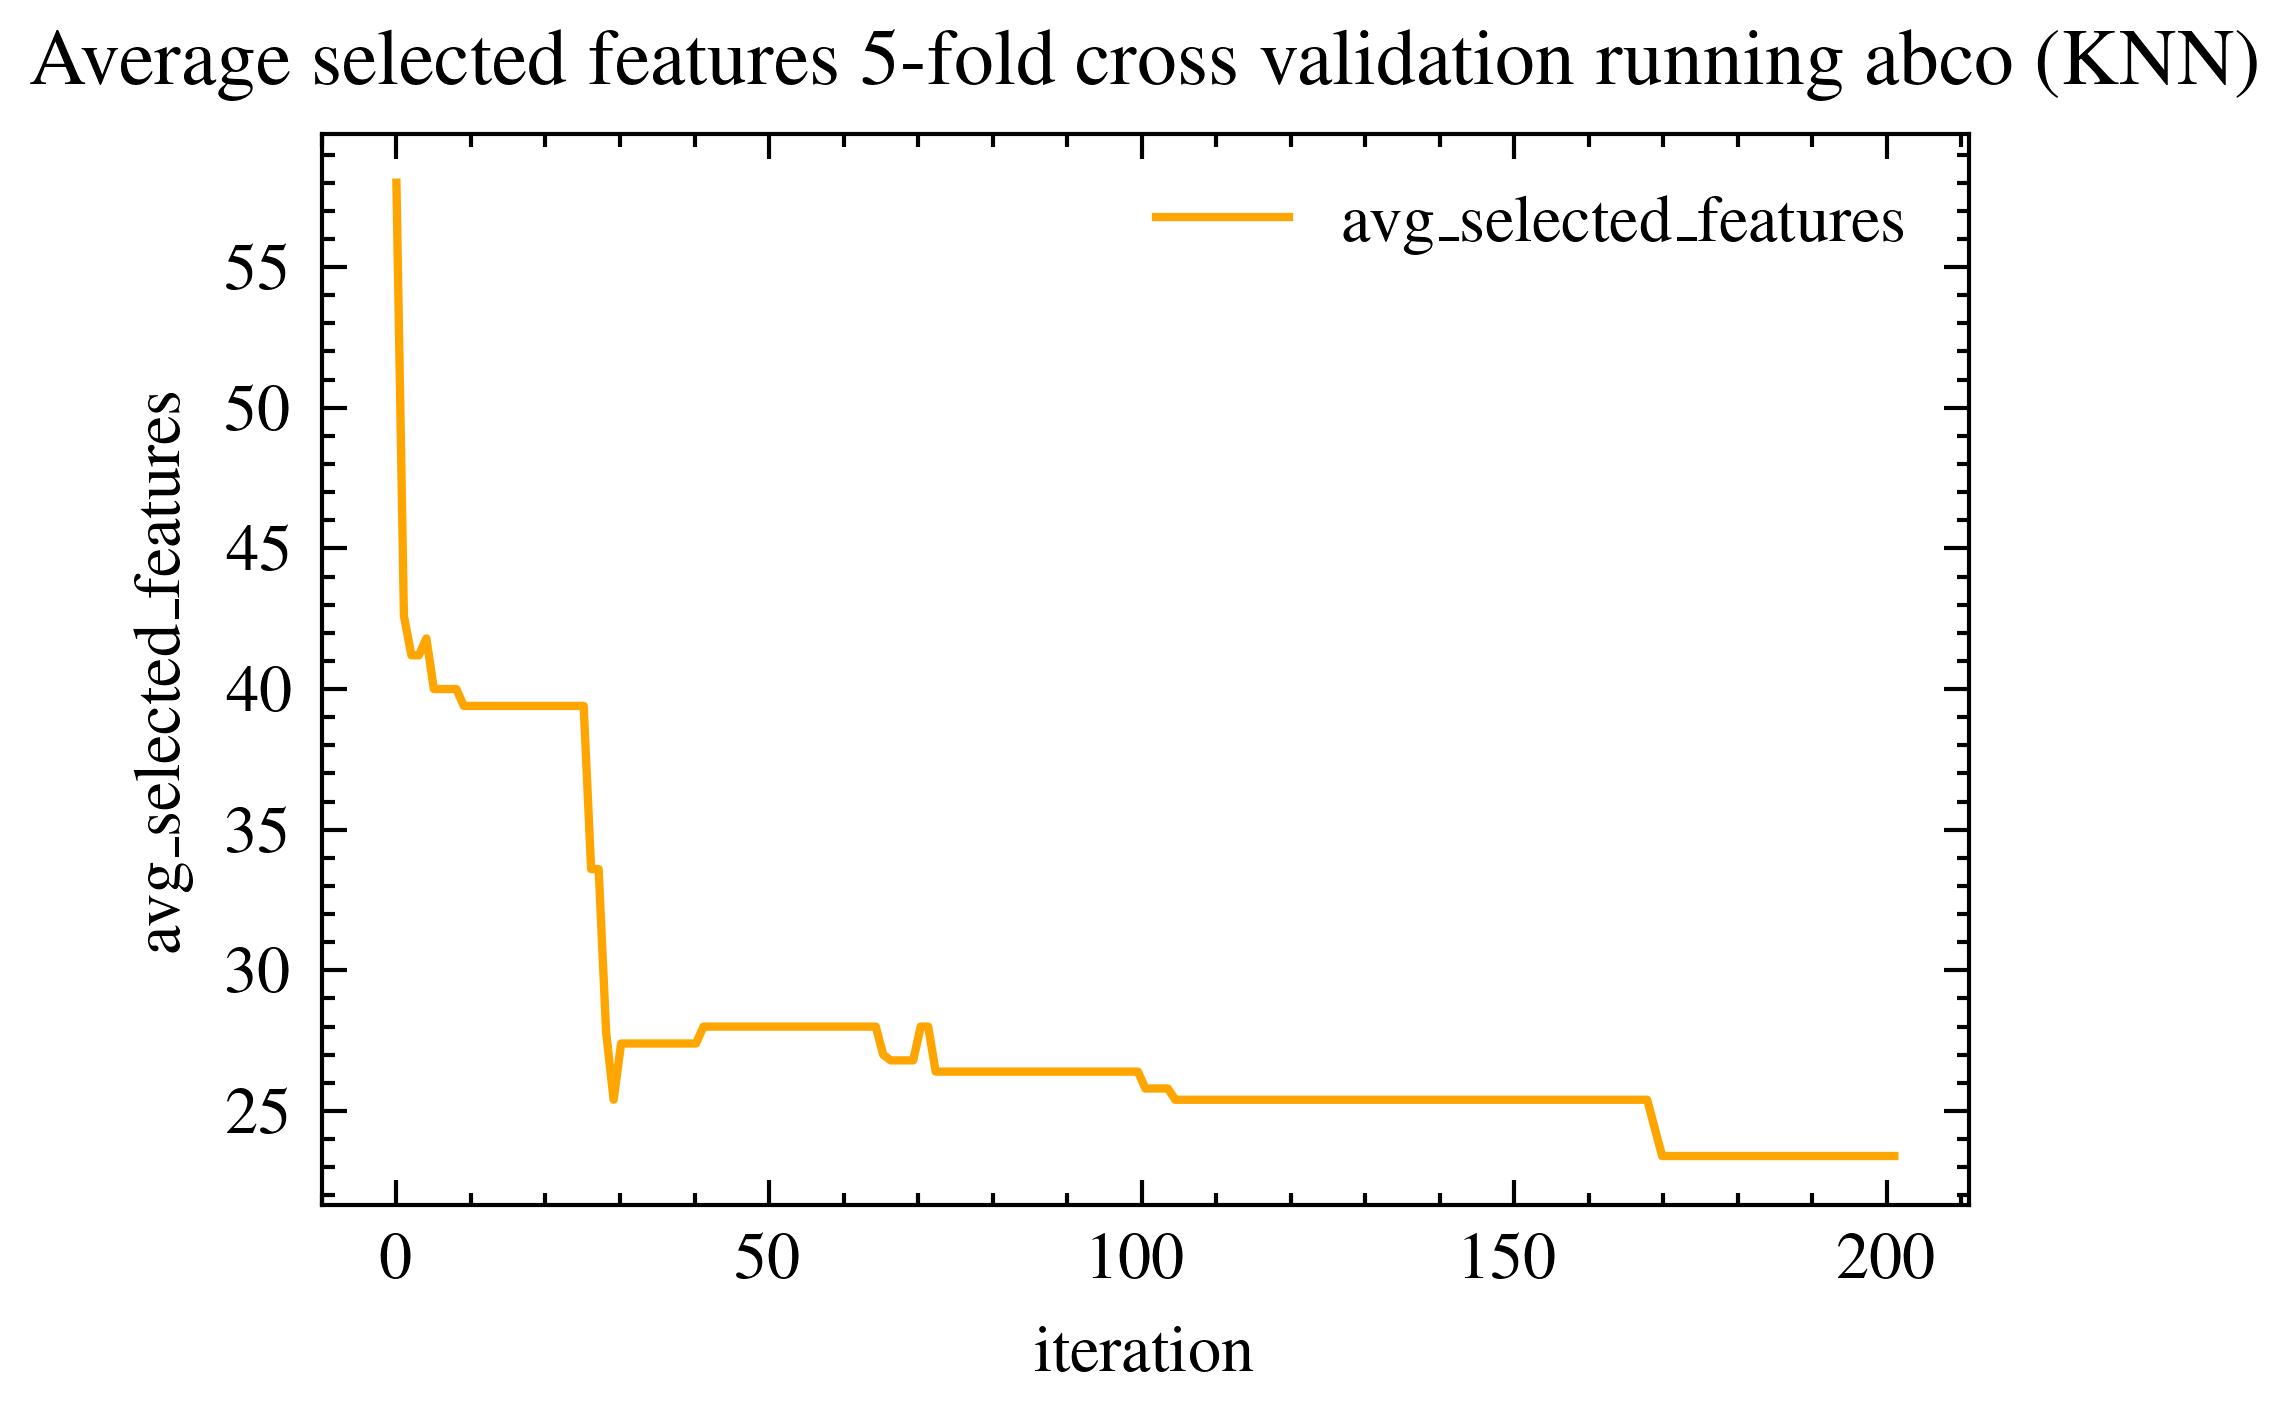 Average selected features 5-fold cross validation running abco (KNN)
avg_selected_features
55
50
45
40
35
30
25
avg_selected_features
0 50 100 150 200
iteration